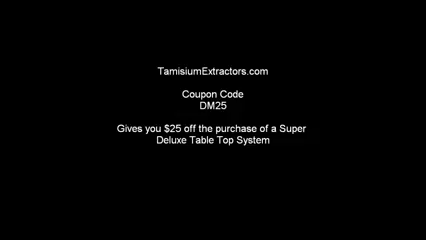 TamisiumExtractors.com
Coupon Code
DM25
Gives you $25 off the purchase of a Super
Deluxe Table Top System